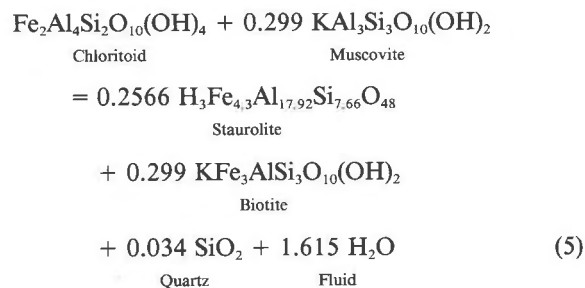 Fe₂Al₄Si₂O₁₀(OH)₄ + 0.299 KAl₃Si₃O₁₀(OH)₂
Chloritoid Muscovite
= 0.2566 H₃Fe₄.₃Al₁₇.₉₂Si₇.₆₆O₄₈
Staurolite
+ 0.299 KFe₃AlSi₃O₁₀(OH)₂
Biotite
+ 0.034 SiO₂ + 1.615 H₂O (5)
Quartz Fluid